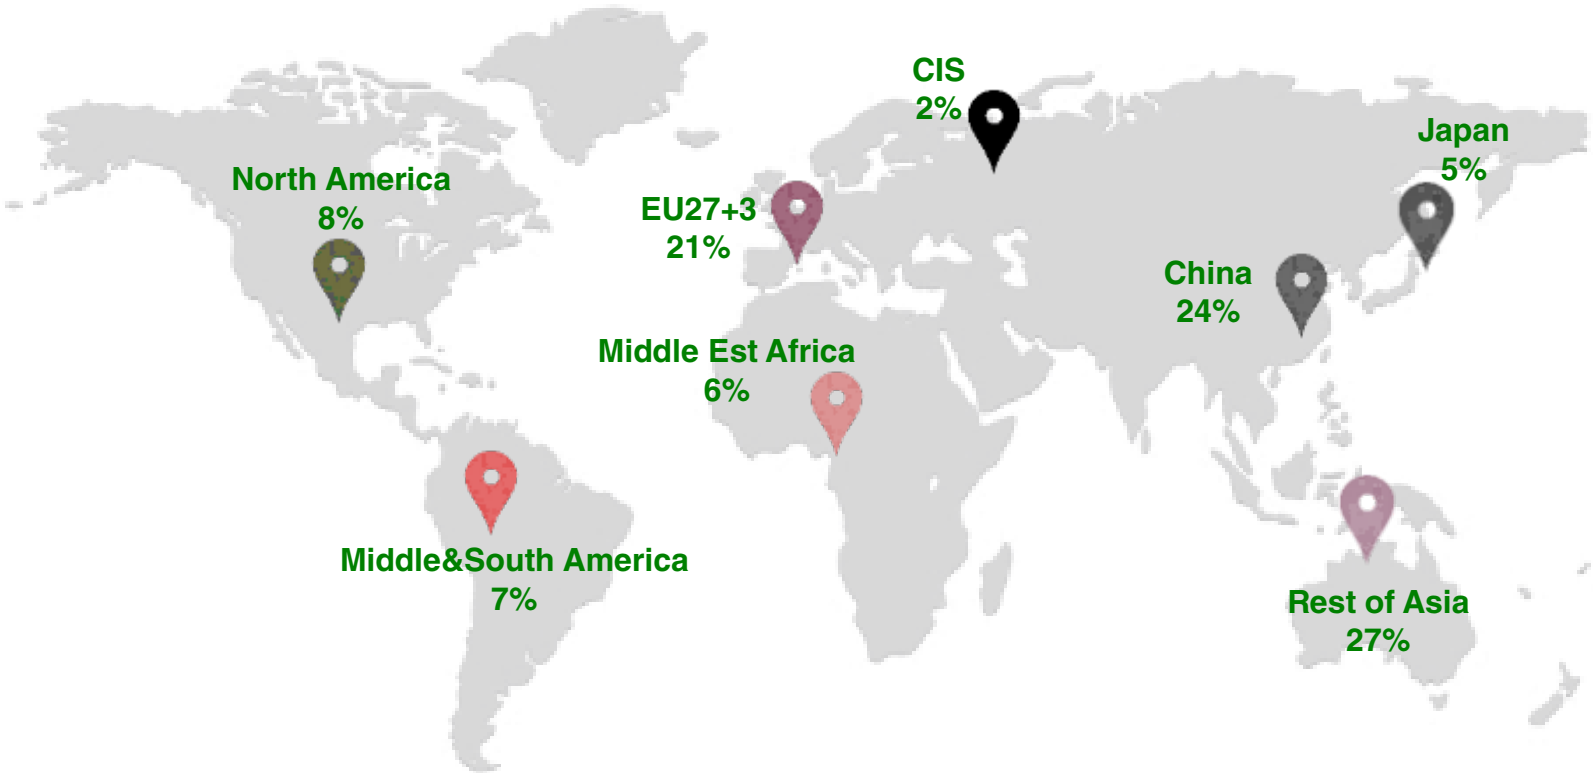 CIS
2%
Japan
5%
North America
8%
EU27+3
21%
China
24%
Middle Est Africa
6%
Middle&South America
7%
Rest of Asia
27%